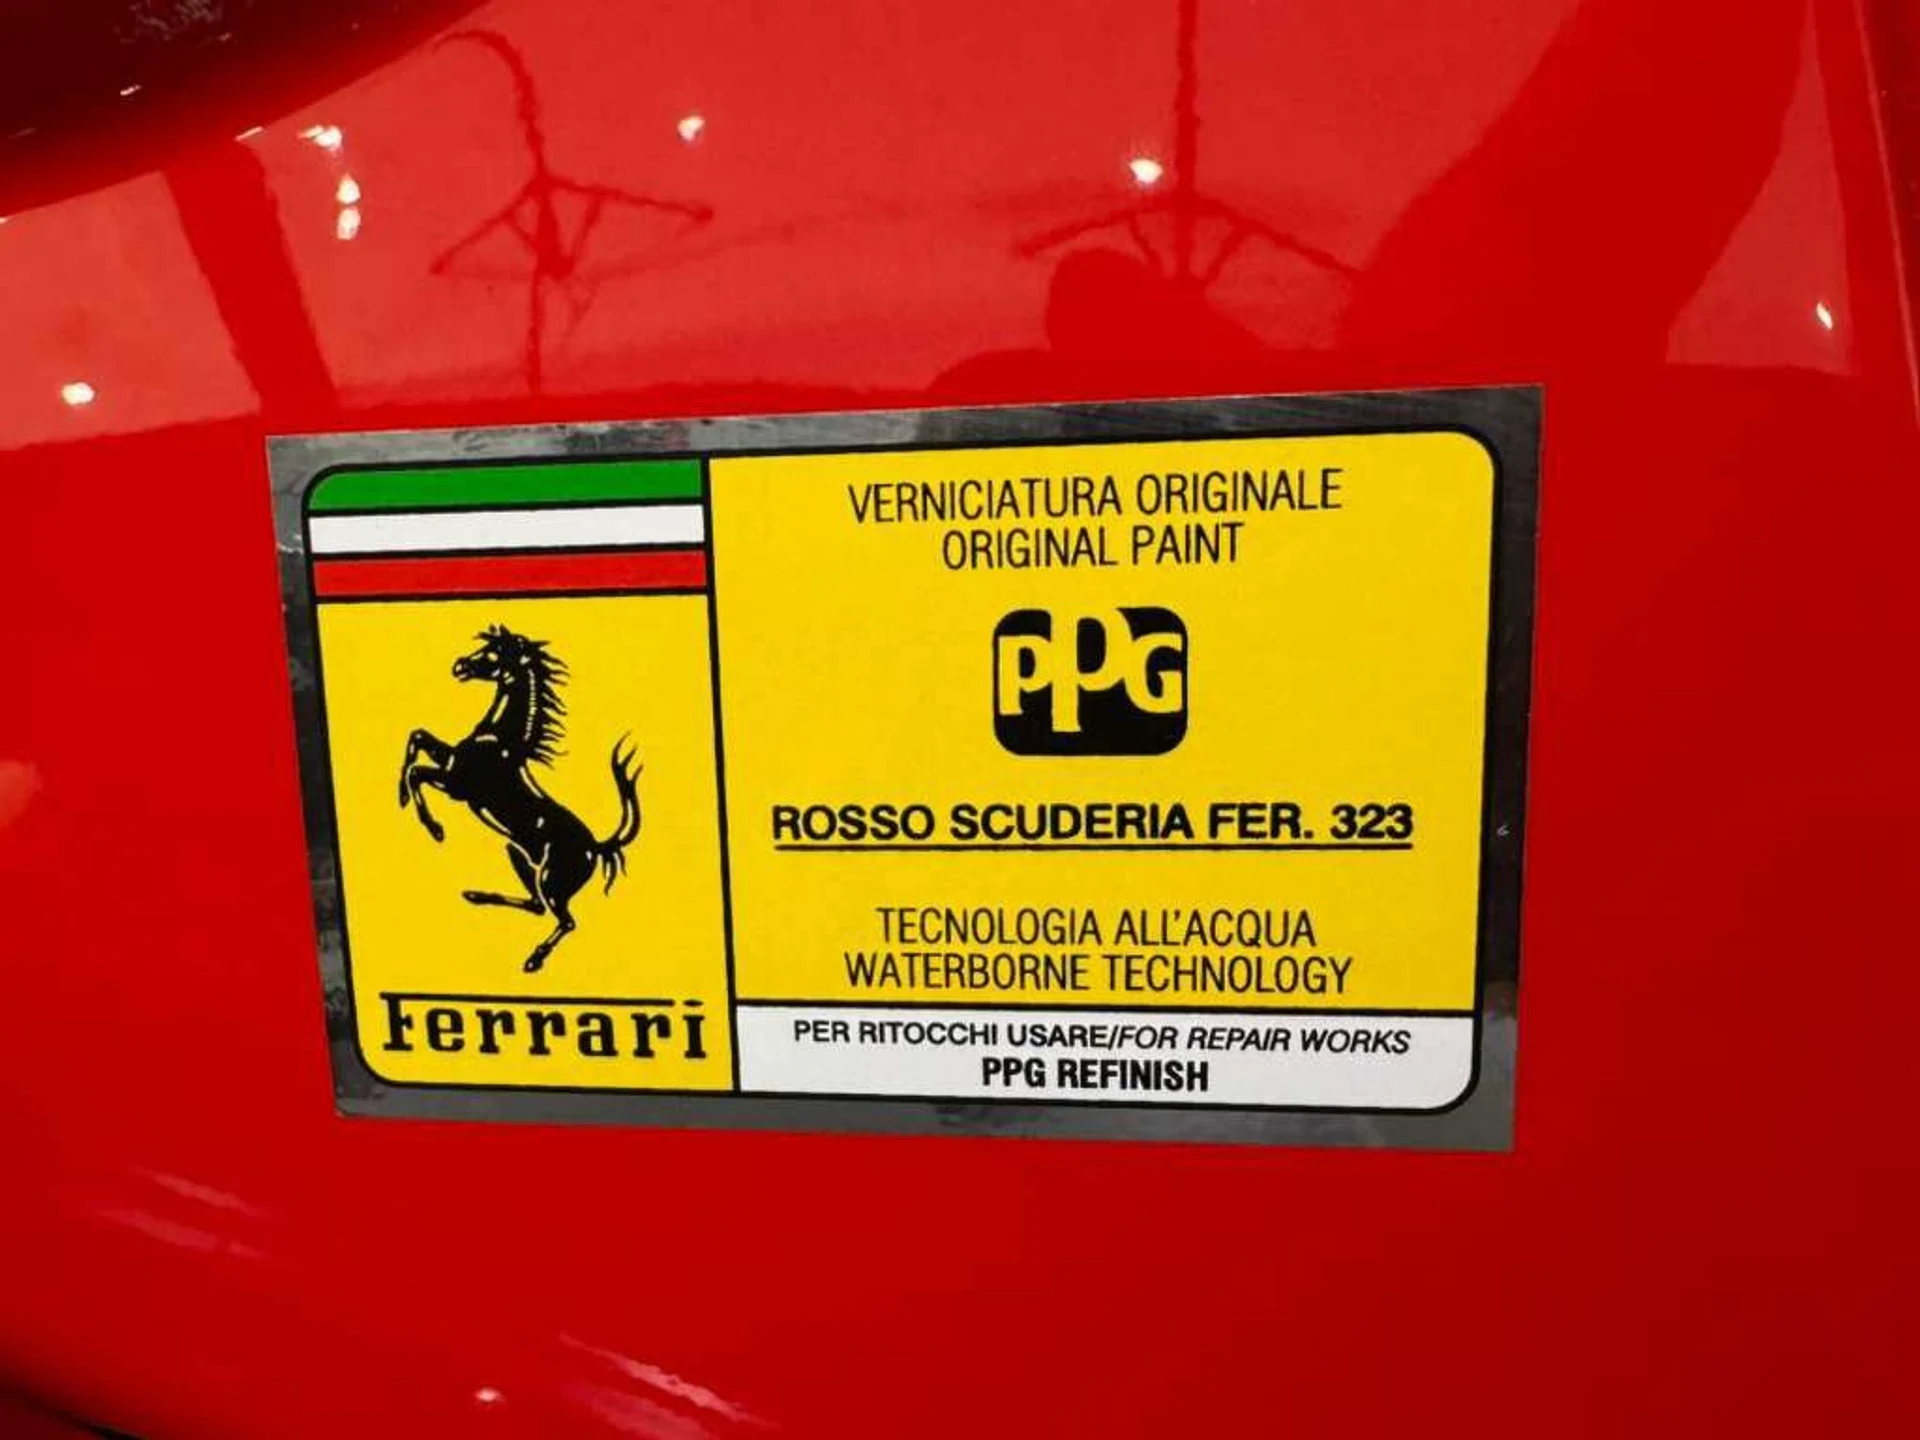 Ferrari
VERNICIATURA ORIGINALE
ORIGINAL PAINT
PPG
ROSSO SCUDERIA FER. 323
TECNOLOGIA ALL'ACQUA
WATERBORNE TECHNOLOGY
PER RITOCCHI USARE/FOR REPAIR WORKS
PPG REFINISH